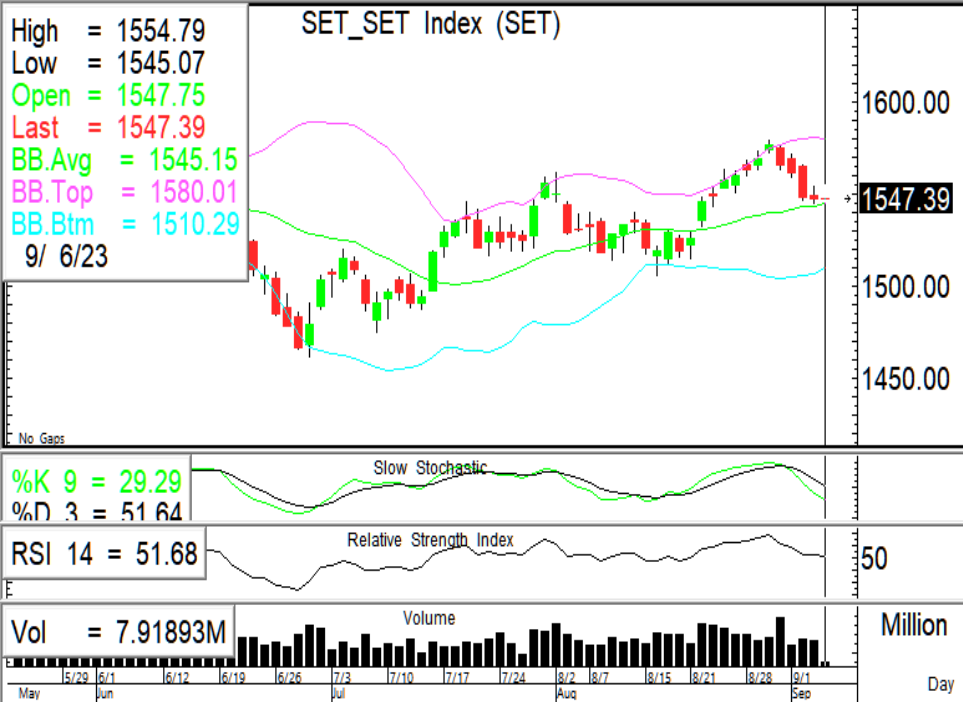 SET_SET Index (SET)
High = 1554.79
Low = 1545.07
Open = 1547.75
Last = 1547.39
BB.Avg = 1545.15
BB.Top = 1580.01
BB.Btm = 1510.29
9/ 6/23
1600.00
1547.39
1500.00
1450.00
No Gaps
Slow Stochastic
%K 9 = 29.29
%D 3 = 51.64
Relative Strength Index
RSI 14 = 51.68
50
Volume
Vol = 7.91893M
Million
5/29 6/1 6/12 6/19 6/26 7/3 7/10 7/17 7/24 8/2 8/7 8/15 8/21 8/28 9/1
May Jun Jul Aug Sep
Day